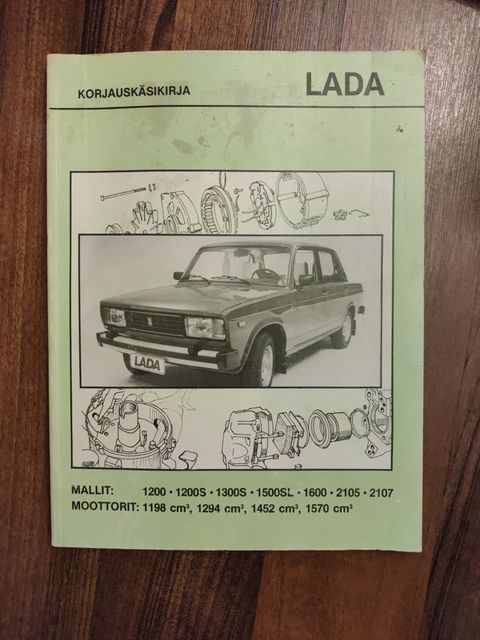 KORJAUSKÄSIKIRJA LADA
LADA
MALLIT: 1200 • 1200S • 1300S • 1500SL • 1600 • 2105 • 2107
MOOTTORIT: 1198 cm³, 1294 cm³, 1452 cm³, 1570 cm³